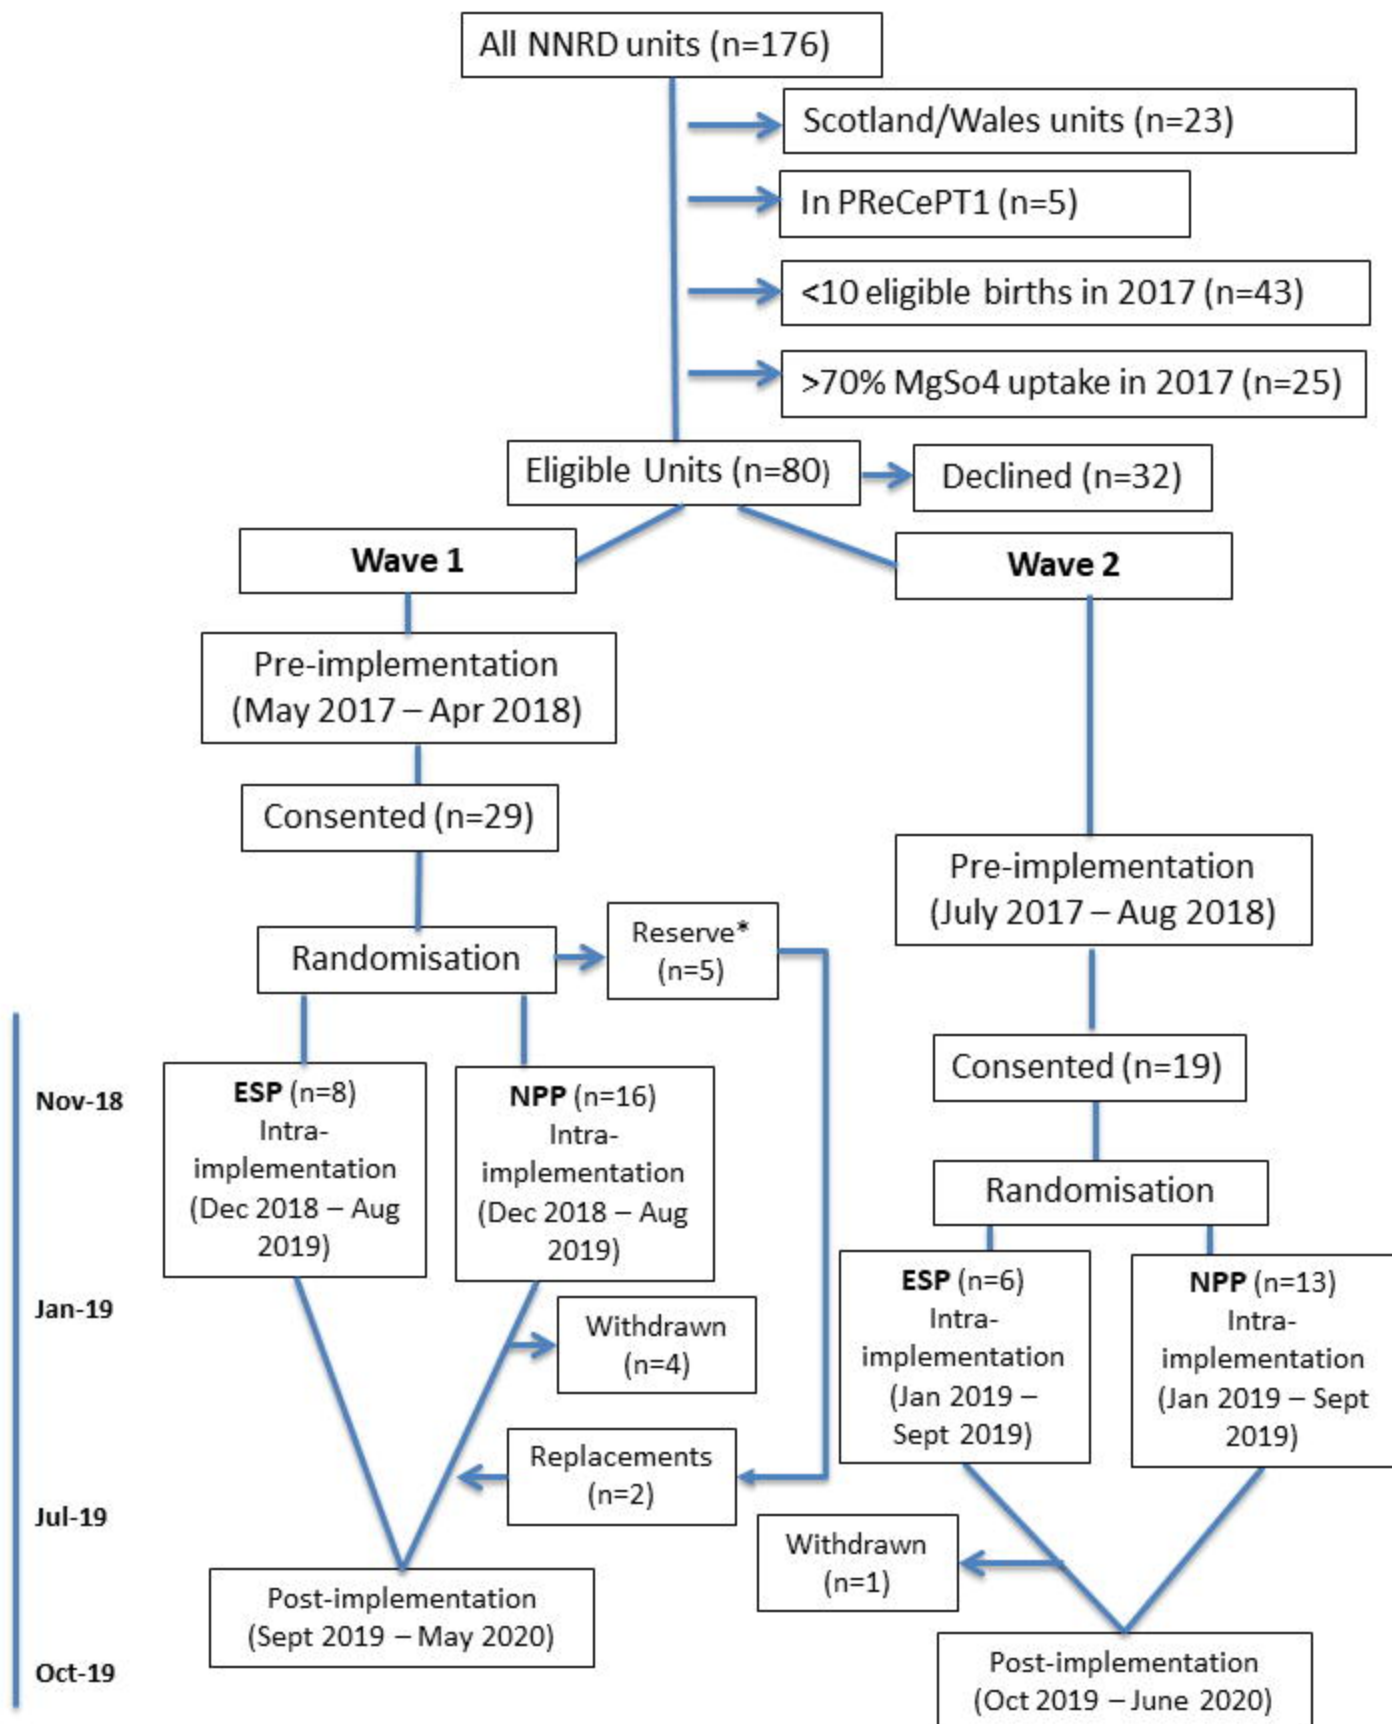 All NNRD units (n=176)
Scotland/Wales units (n=23)
In PReCePT1 (n=5)
<10 eligible births in 2017 (n=43)
>70% MgSo4 uptake in 2017 (n=25)
Eligible Units (n=80)
Declined (n=32)
Wave 1
Pre-implementation
(May 2017 – Apr 2018)
Consented (n=29)
Randomisation
Reserve*
(n=5)
ESP (n=8)
Intra-
implementation
(Dec 2018 – Aug
2019)
NPP (n=16)
Intra-
implementation
(Dec 2018 – Aug
2019)
Withdrawn
(n=4)
Replacements
(n=2)
Post-implementation
(Sept 2019 – May 2020)
Wave 2
Pre-implementation
(July 2017 – Aug 2018)
Consented (n=19)
Randomisation
ESP (n=6)
Intra-
implementation
(Jan 2019 –
Sept 2019)
NPP (n=13)
Intra-
implementation
(Jan 2019 – Sept
2019)
Withdrawn
(n=1)
Post-implementation
(Oct 2019 – June 2020)
Nov-18
Jan-19
Jul-19
Oct-19